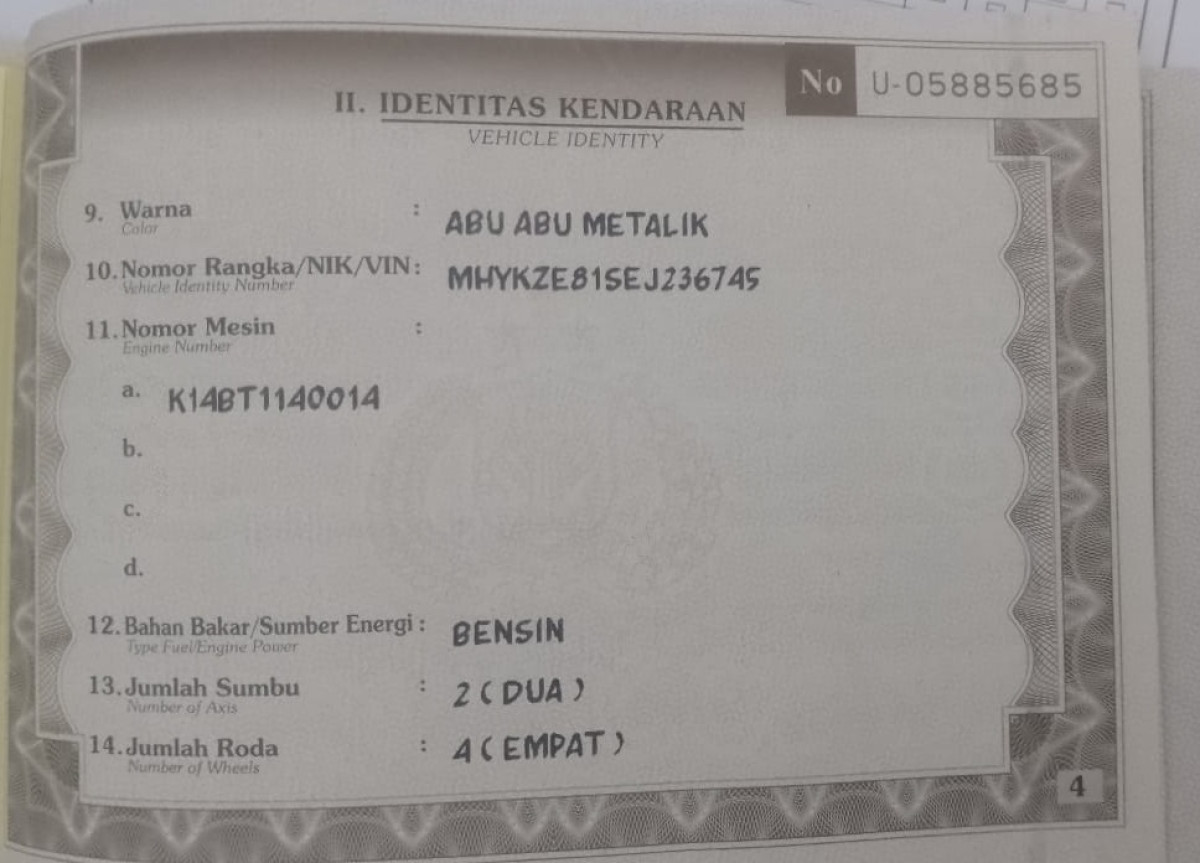 No U-05885685
II. IDENTITAS KENDARAAN
VEHICLE IDENTITY
9. Warna : ABU ABU METALIK
Color
10. Nomor Rangka/NIK/VIN : MHYKZE81SEJ236745
Vehicle Identity Number
11. Nomor Mesin :
Engine Number
a. K14BT1140014
b.
c.
d.
12. Bahan Bakar/Sumber Energi : BENSIN
Type Fuel/Engine Power
13. Jumlah Sumbu : 2 ( DUA )
Number of Axis
14. Jumlah Roda : 4 ( EMPAT )
Number of Wheels
4